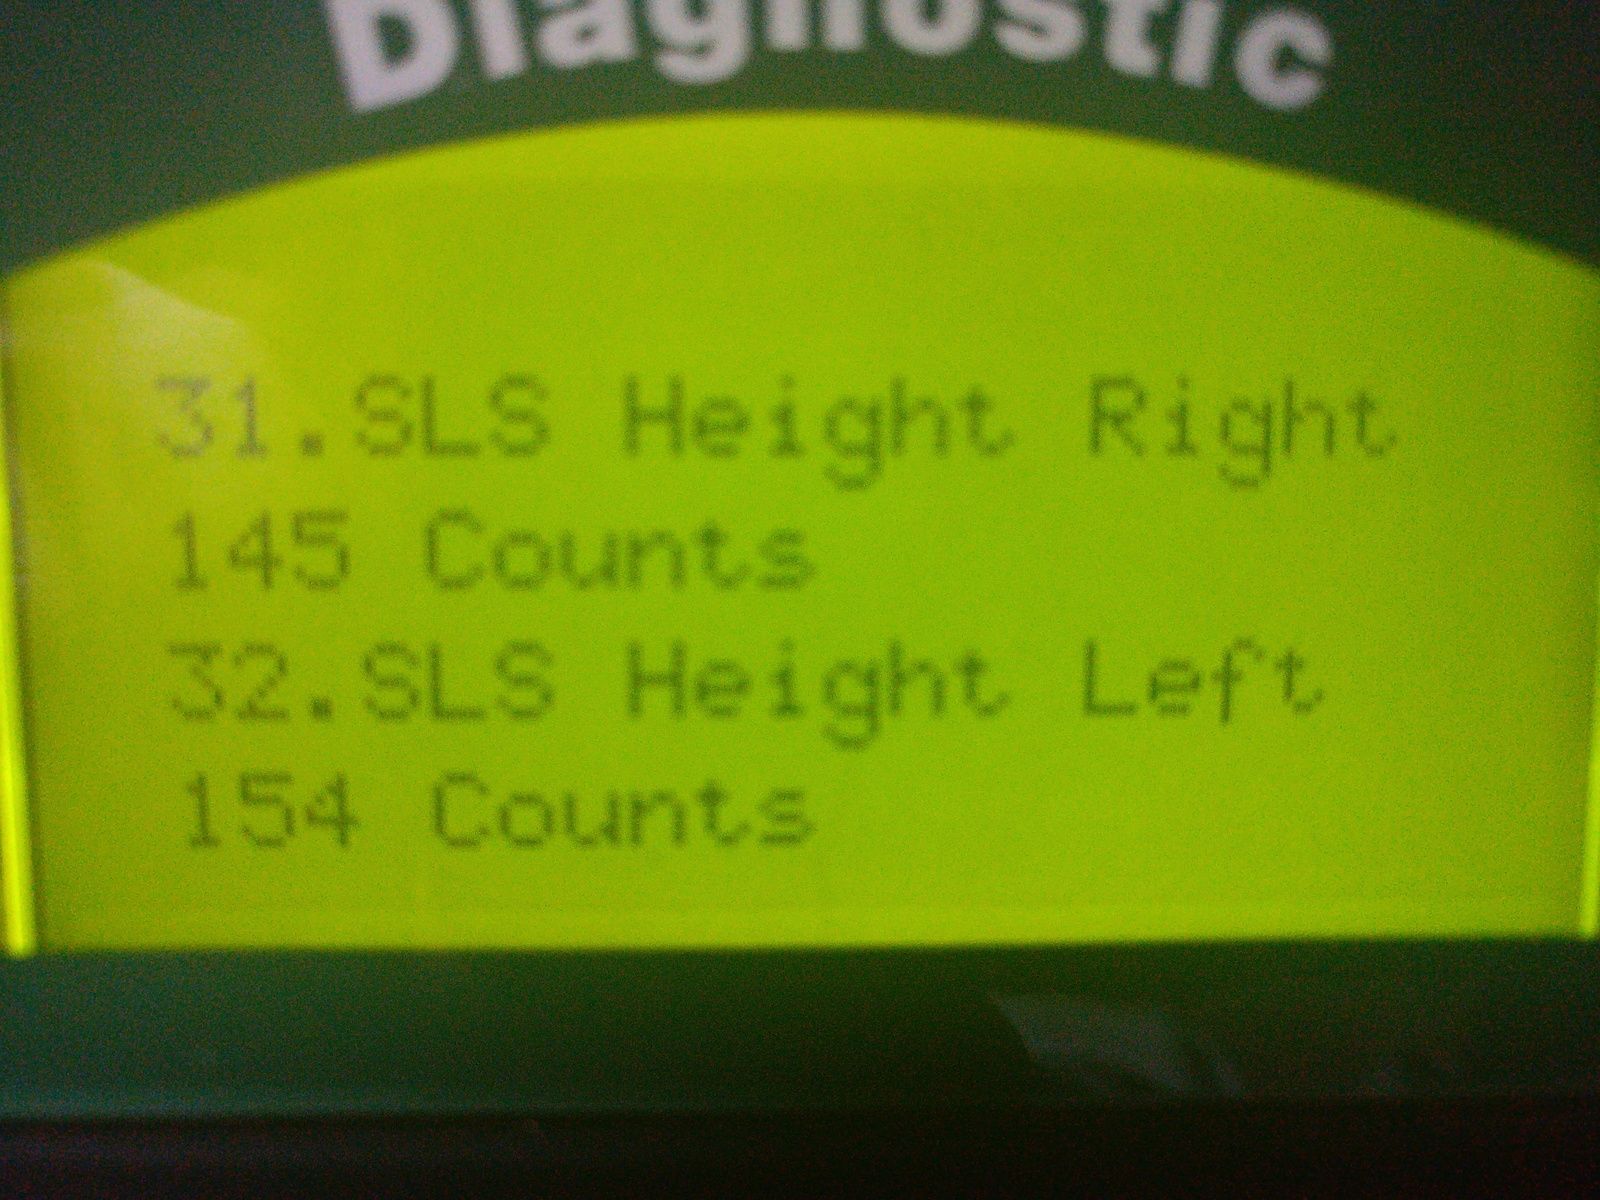 Diagnostic
31.SLS Height Right
145 Counts
32.SLS Height Left
154 Counts